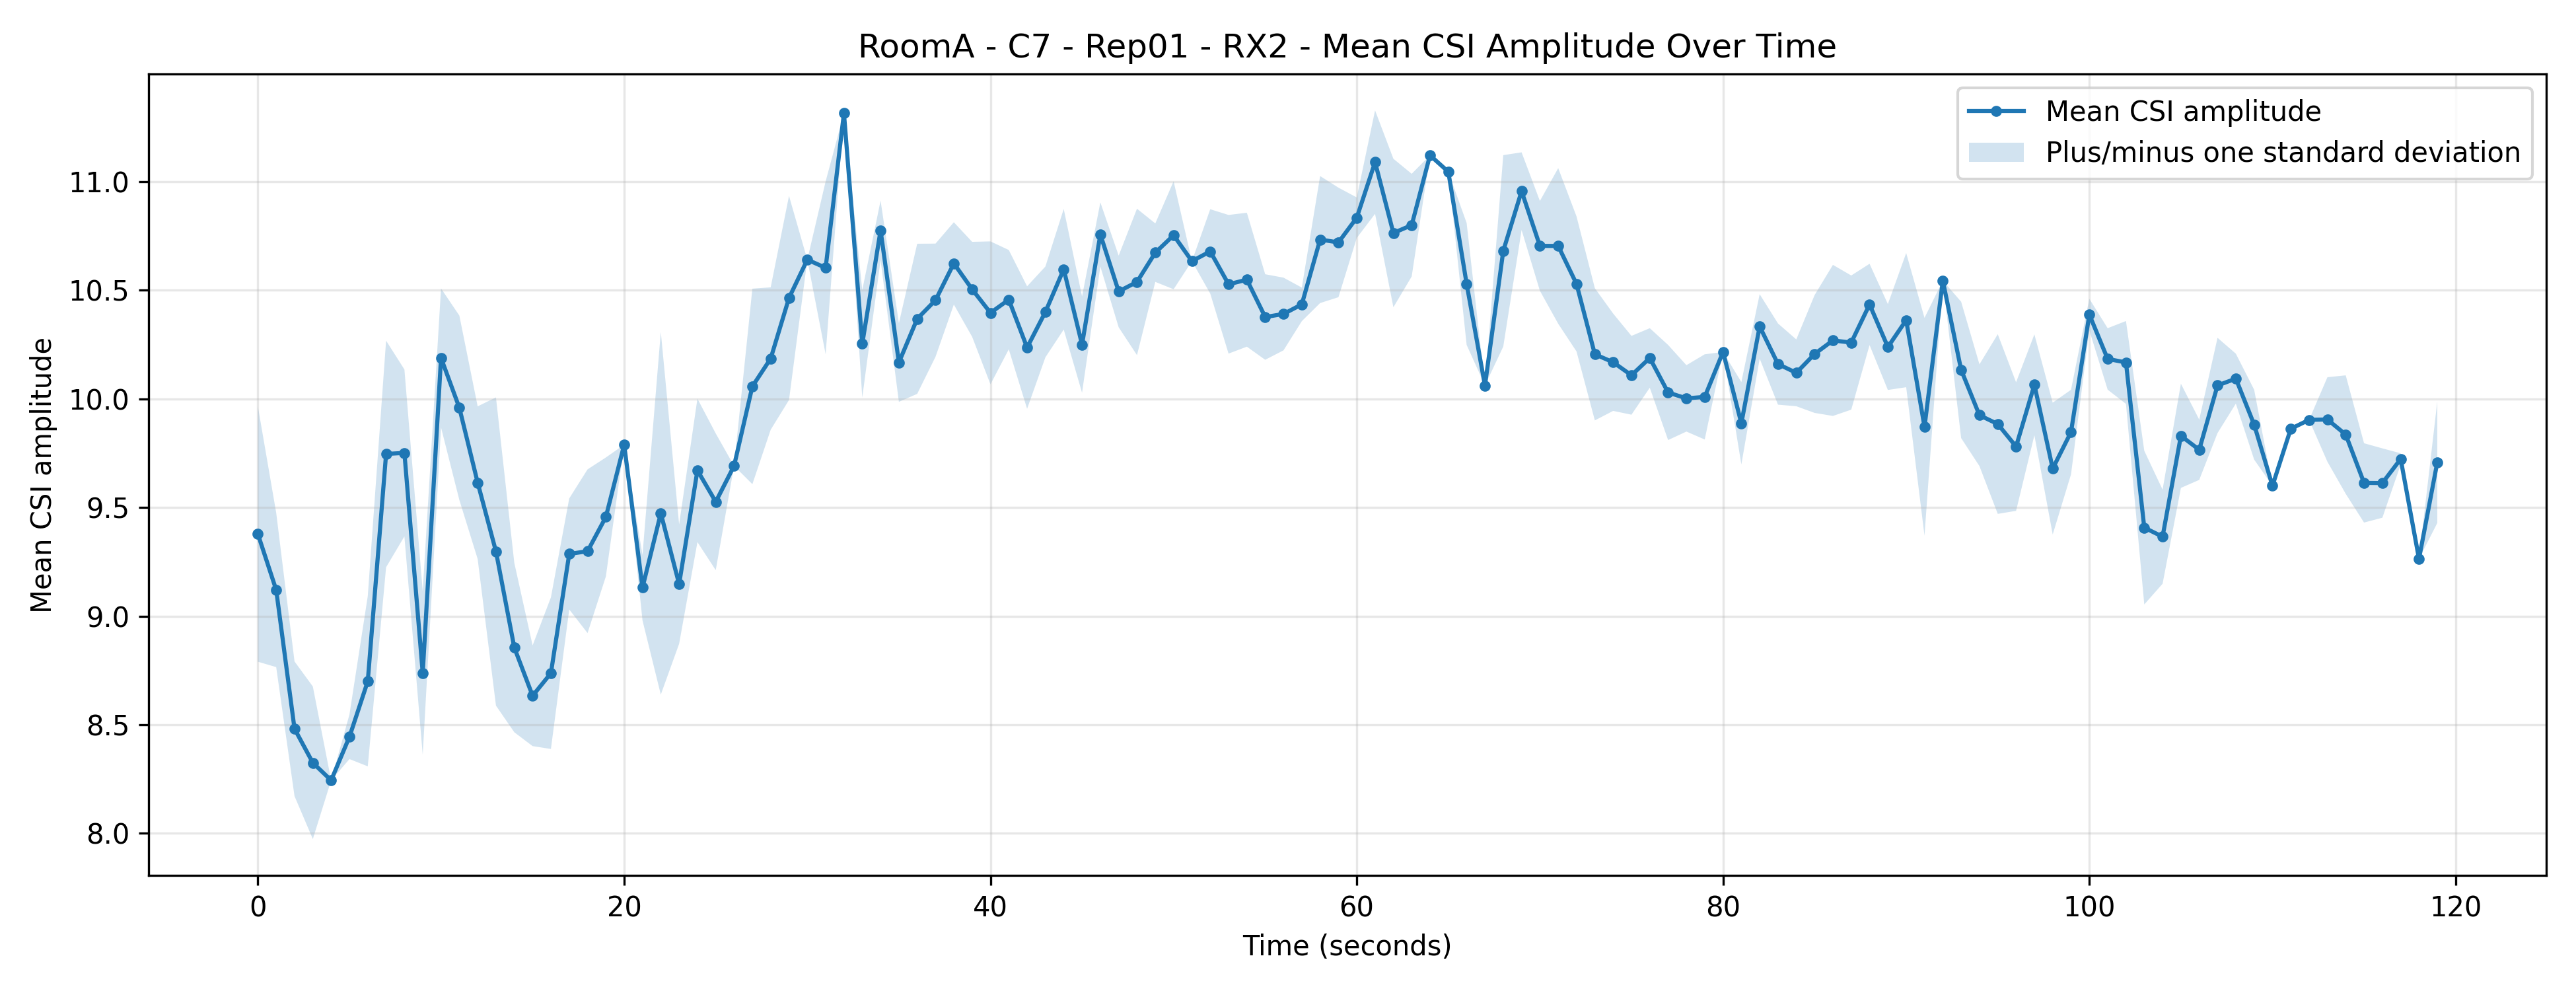 RoomA - C7 - Rep01 - RX2 - Mean CSI Amplitude Over Time
Mean CSI amplitude
Plus/minus one standard deviation
Mean CSI amplitude
11.0
10.5
10.0
9.5
9.0
8.5
8.0
0 20 40 60 80 100 120
Time (seconds)